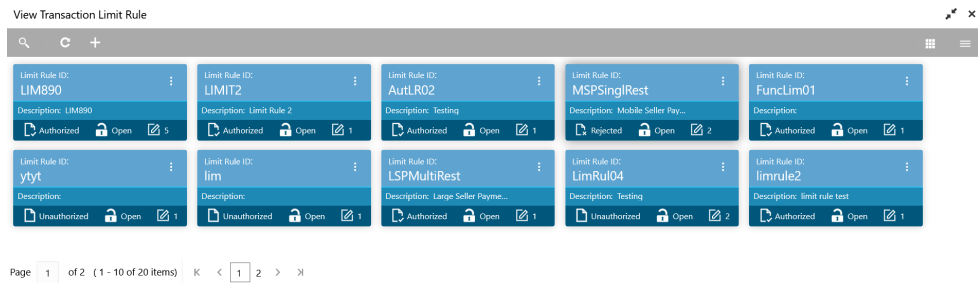 View Transaction Limit Rule
Limit Rule ID:
LIM890
Description: LIM890
Authorized Open 5
Limit Rule ID:
LIMIT2
Description: Limit Rule 2
Authorized Open 1
Limit Rule ID:
AutLR02
Description: Testing
Authorized Open 1
Limit Rule ID:
MSPSinglRest
Description: Mobile Seller Pay...
Rejected Open 2
Limit Rule ID:
FuncLim01
Description:
Authorized Open 1
Limit Rule ID:
ytyt
Description:
Unauthorized Open 1
Limit Rule ID:
lim
Description:
Unauthorized Open 1
Limit Rule ID:
LSPMultiRest
Description: Large Seller Payme...
Authorized Open 1
Limit Rule ID:
LimRul04
Description: Testing
Unauthorized Open 2
Limit Rule ID:
limrule2
Description: limit rule test
Authorized Open 1
Page 1 of 2 ( 1 - 10 of 20 items) 1 2